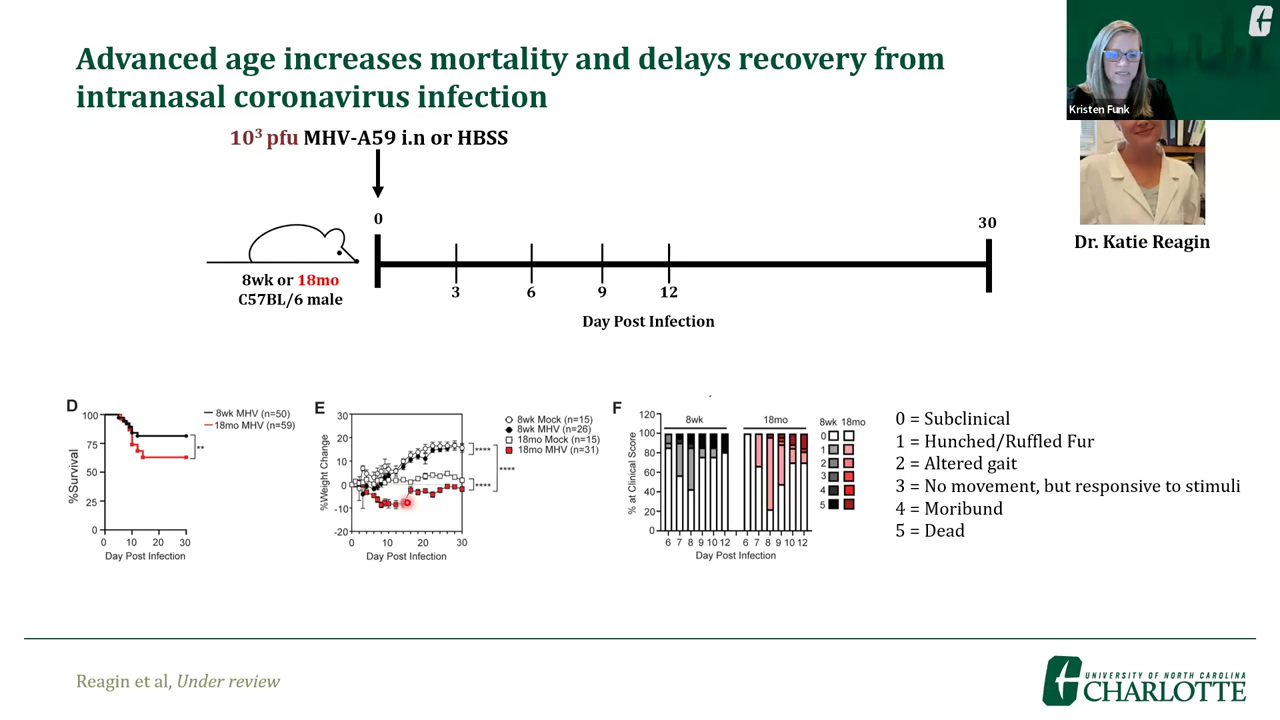 Advanced age increases mortality and delays recovery from
intranasal coronavirus infection
Kristen Funk
10³ pfu MHV-A59 i.n or HBSS
Dr. Katie Reagin
0
30
8wk or 18mo
C57BL/6 male
3 6 9 12
Day Post Infection
D
100
75
50
25
0
%Survival
0 10 20 30
Day Post Infection
8wk MHV (n=50)
18mo MHV (n=59)
**
E
30
20
10
0
-10
-20
%Weight Change
0 10 20 30
Day Post Infection
8wk Mock (n=15)
8wk MHV (n=26)
18mo Mock (n=15)
18mo MHV (n=31)
****
****
****
F
120
100
80
60
40
20
0
% at Clinical Score
8wk 18mo
6 7 8 9 10 12 6 7 8 9 10 12
Day Post Infection
8wk 18mo
0
1
2
3
4
5
0 = Subclinical
1 = Hunched/Ruffled Fur
2 = Altered gait
3 = No movement, but responsive to stimuli
4 = Moribund
5 = Dead
Reagin et al, Under review
UNIVERSITY OF NORTH CAROLINA
CHARLOTTE